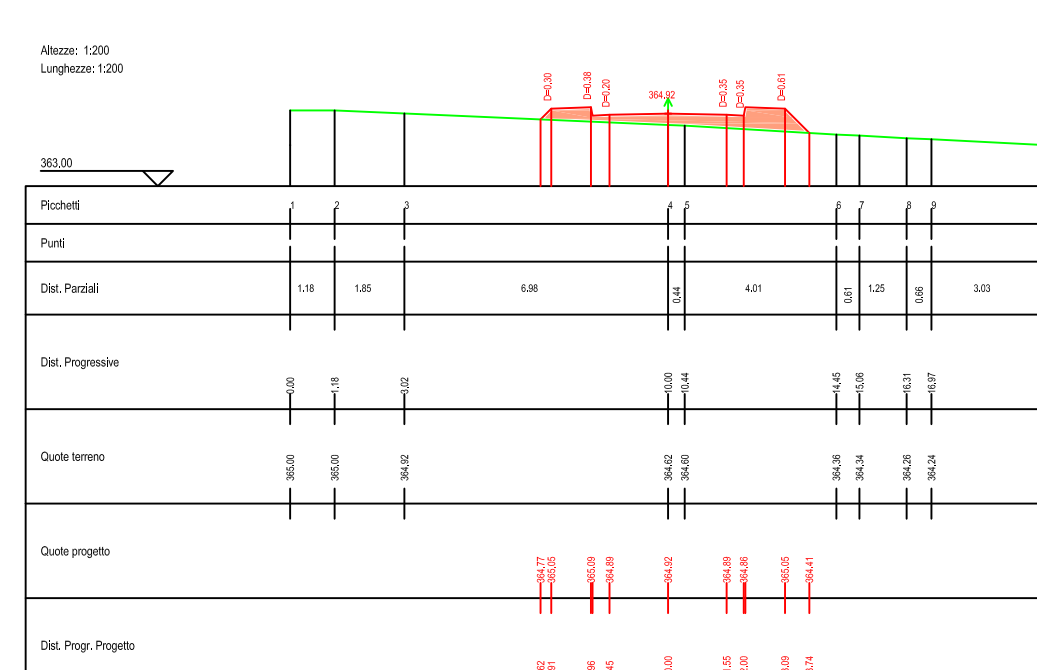 Altezze: 1:200
Lunghezze: 1:200
D=0.30
D=0.38
D=0.20
364,92
D=0.35
D=0.35
D=0.61
363,00
Picchetti 1 2 3 4 5 6 7 8 9
Punti
Dist. Parziali 1.18 1.85 6.98 0.44 4.01 0.61 1.25 0.66 3.03
Dist. Progressive 0.00 1.18 3.02 10.00 10.44 14.45 15.06 16.31 16.97
Quote terreno 365.00 365.00 364.92 364.62 364.60 364.36 364.34 364.26 364.24
Quote progetto 364.77 365.05 365.09 364.89 364.92 364.89 364.86 365.05 364.41
Dist. Progr. Progetto